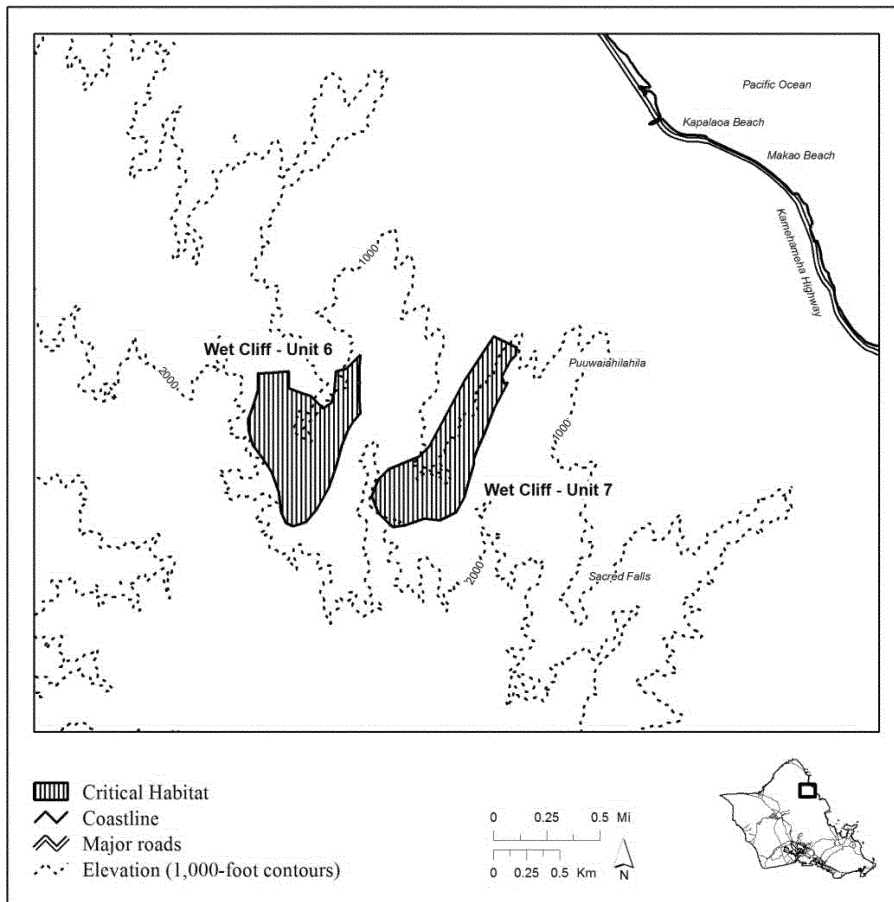 Pacific Ocean
Kapalaoa Beach
Makao Beach
Kamehameha Highway
1000
Wet Cliff - Unit 6
Puuwaiahilahila
2000
1000
Wet Cliff - Unit 7
2000
Sacred Falls
Critical Habitat
Coastline
Major roads
Elevation (1,000-foot contours)
0 0.25 0.5 Mi
0 0.25 0.5 Km
N